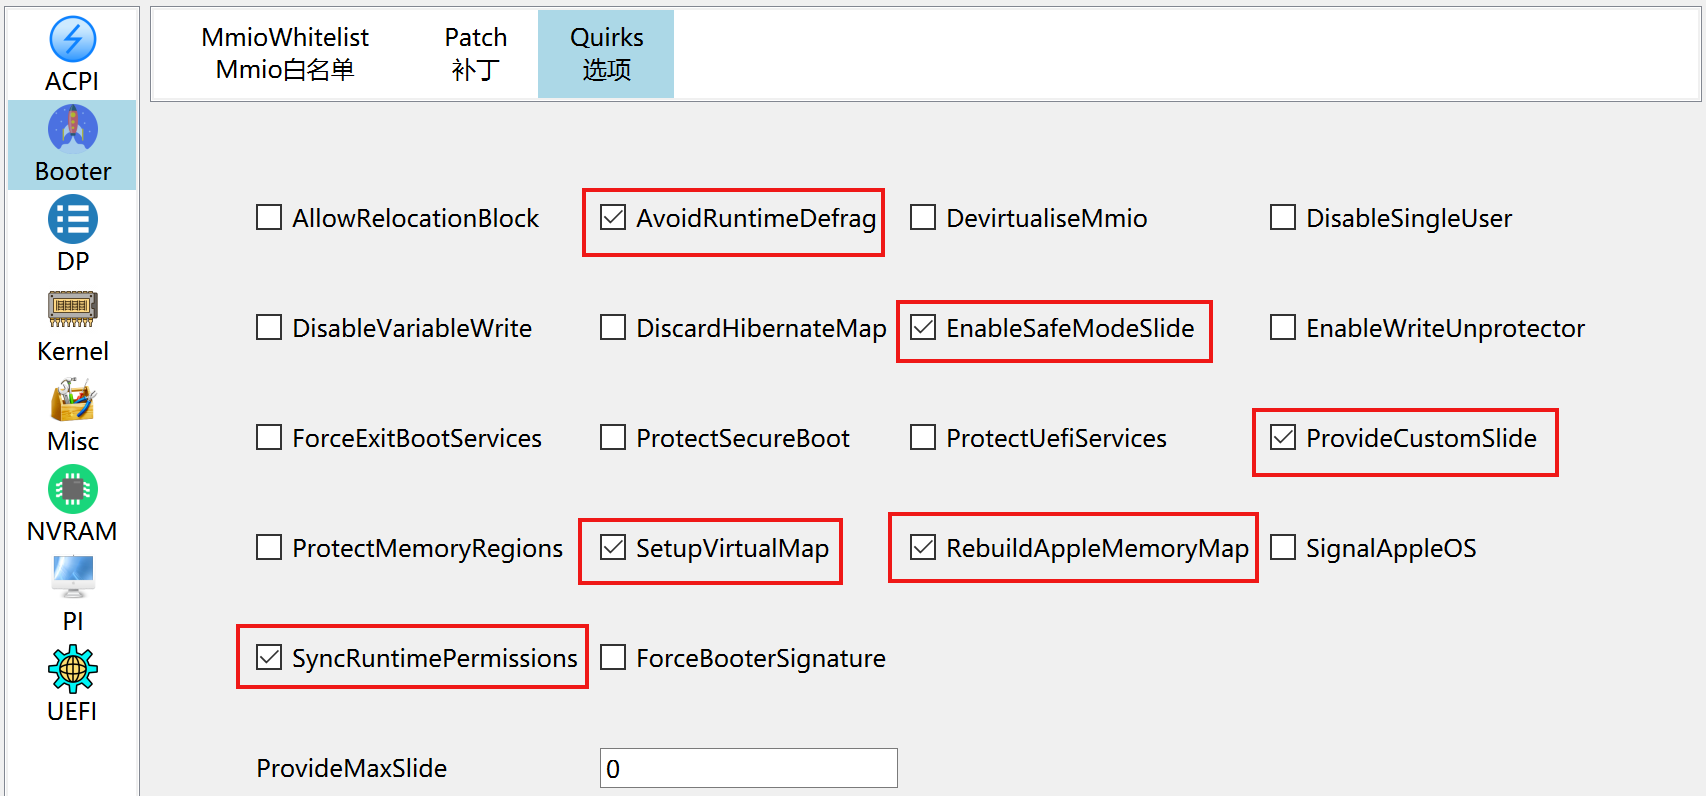 ACPI
Booter
DP
Kernel
Misc
NVRAM
PI
UEFI
MmioWhitelist
Mmio白名单
Patch
补丁
Quirks
选项
AllowRelocationBlock
AvoidRuntimeDefrag
DevirtualiseMmio
DisableSingleUser
DisableVariableWrite
DiscardHibernateMap
EnableSafeModeSlide
EnableWriteUnprotector
ForceExitBootServices
ProtectSecureBoot
ProtectUefiServices
ProvideCustomSlide
ProtectMemoryRegions
SetupVirtualMap
RebuildAppleMemoryMap
SignalAppleOS
SyncRuntimePermissions
ForceBooterSignature
ProvideMaxSlide
0